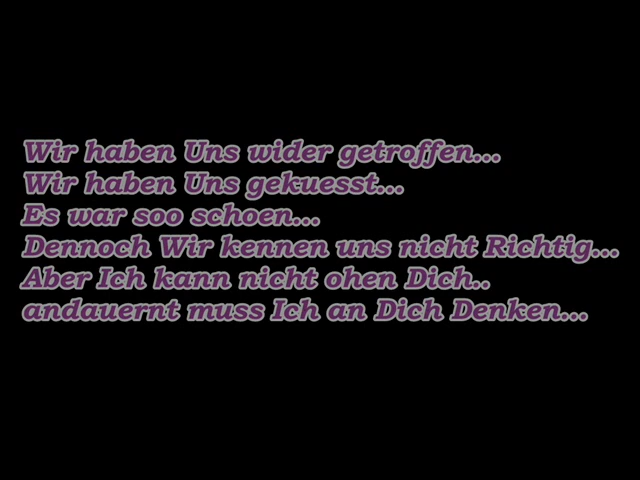 Wir haben Uns wider getroffen...
Wir haben Uns gekuesst...
Es war soo schoen...
Dennoch Wir kennen uns nicht Richtig...
Aber Ich kann nicht ohen Dich..
andauernt muss Ich an Dich Denken...